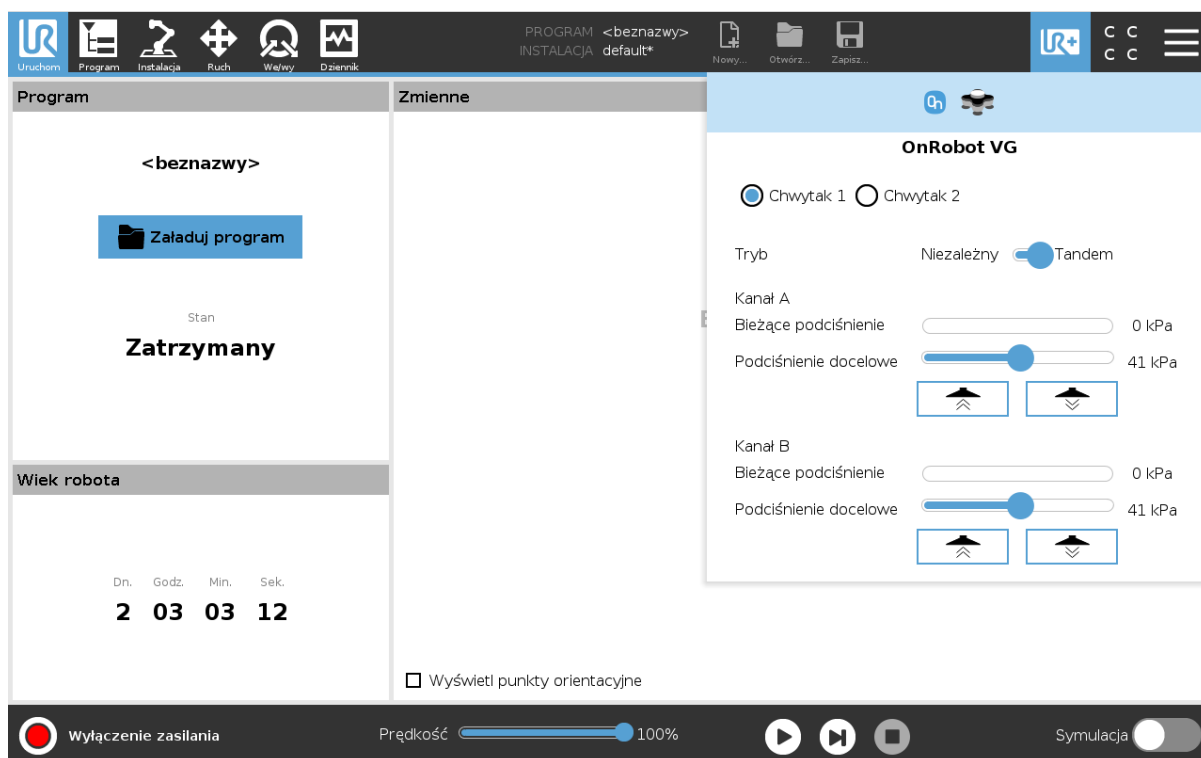 UR
Uruchom
Program
Instalacja
Ruch
We/wy
Dziennik
PROGRAM <beznazwy>
INSTALACJA default*
Nowy...
Otwórz...
Zapisz...
UR+
C C
C C
Program
<beznazwy>
Załaduj program
Stan
Zatrzymany
Wiek robota
Dn. Godz. Min. Sek.
2 03 03 12
Zmienne
Wyświetl punkty orientacyjne
OnRobot VG
Chwytak 1 Chwytak 2
Tryb Niezależny Tandem
Kanał A
Bieżące podciśnienie 0 kPa
Podciśnienie docelowe 41 kPa
Kanał B
Bieżące podciśnienie 0 kPa
Podciśnienie docelowe 41 kPa
Wyłączenie zasilania
Prędkość 100%
Symulacja